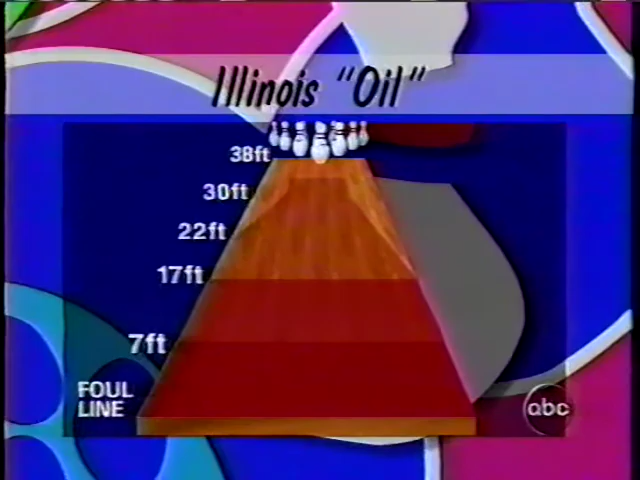 Illinois "Oil"
38ft
30ft
22ft
17ft
7ft
FOUL
LINE
abc